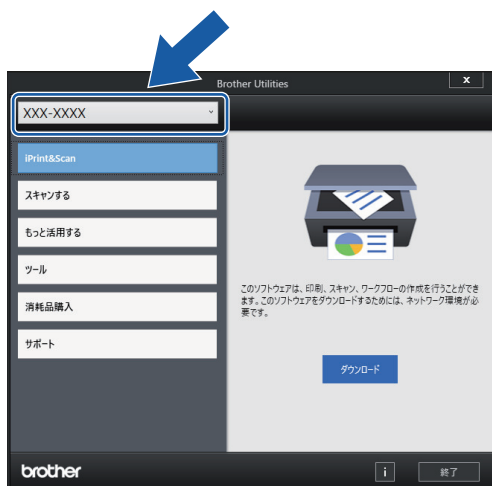 Brother Utilities
x
XXX-XXXX
iPrint&Scan
スキャンする
もっと活用する
ツール
消耗品購入
サポート
このソフトウェアは、印刷、スキャン、ワークフローの作成を行うことができ
ます。このソフトウェアをダウンロードするためには、ネットワーク環境が必
要です。
ダウンロード
brother
i
終了